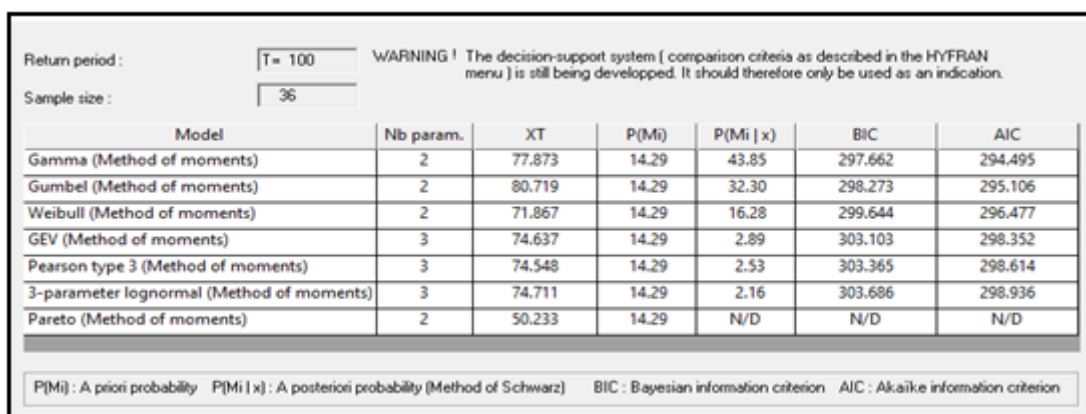 Return period : T= 100 WARNING ! The decision-support system ( comparison criteria as described in the HYFRAN
menu ) is still being developped. It should therefore only be used as an indication.
Sample size : 36
Model Nb param. XT P(Mi) P(Mi | x) BIC AIC
Gamma (Method of moments) 2 77.873 14.29 43.85 297.662 294.495
Gumbel (Method of moments) 2 80.719 14.29 32.30 298.273 295.106
Weibull (Method of moments) 2 71.867 14.29 16.28 299.644 296.477
GEV (Method of moments) 3 74.637 14.29 2.89 303.103 298.352
Pearson type 3 (Method of moments) 3 74.548 14.29 2.53 303.365 298.614
3-parameter lognormal (Method of moments) 3 74.711 14.29 2.16 303.686 298.936
Pareto (Method of moments) 2 50.233 14.29 N/D N/D N/D
P(Mi) : A priori probability P(Mi | x) : A posteriori probability (Method of Schwarz) BIC : Bayesian information criterion AIC : Akaïke information criterion